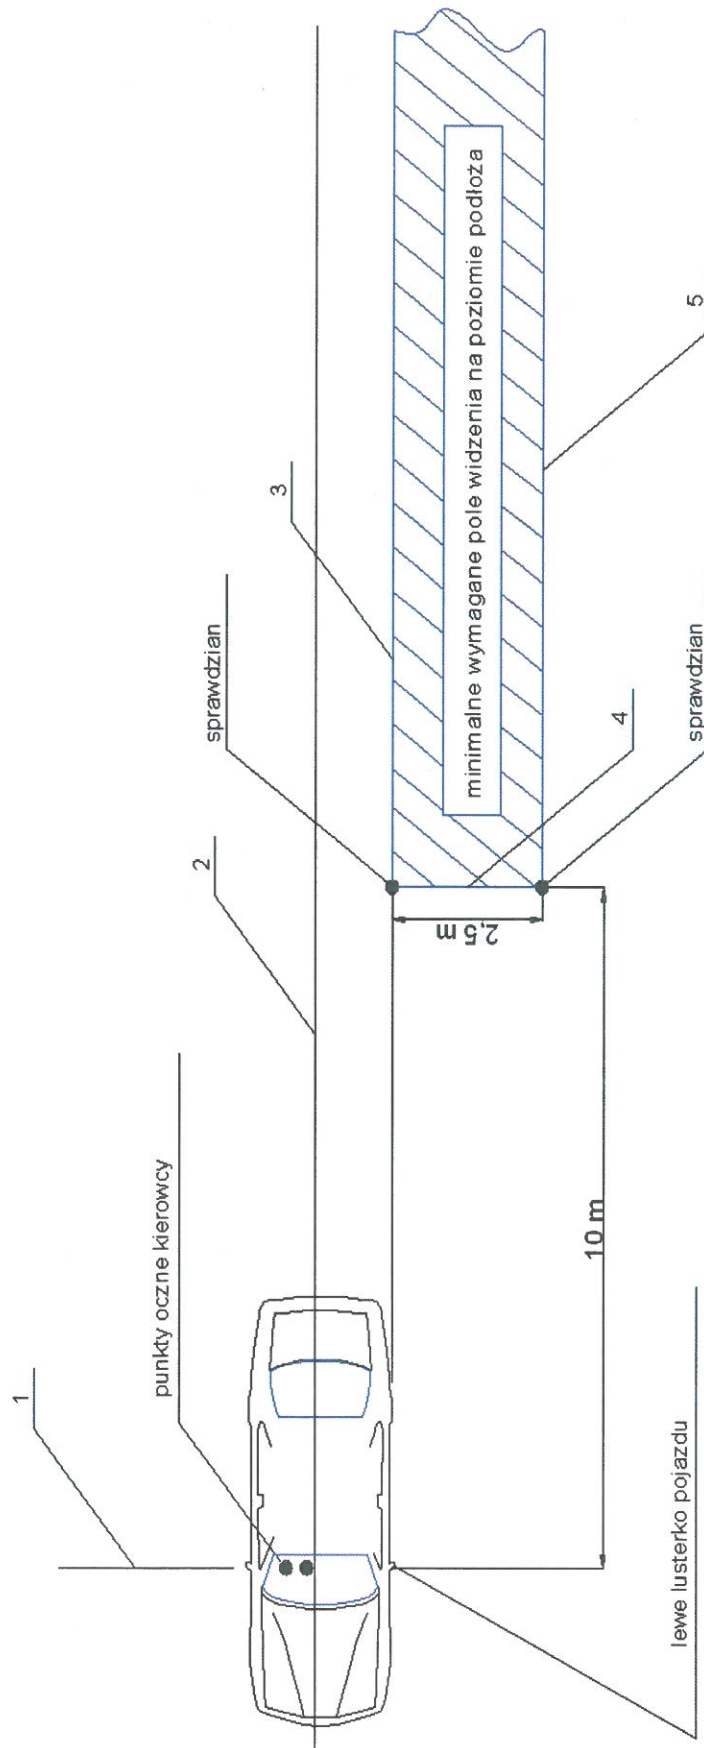 1
punkty oczne kierowcy
2
sprawdzian
3
minimalne wymagane pole widzenia na poziomie podłoża
2,5 m
4
10 m
lewe lusterko pojazdu
sprawdzian
5